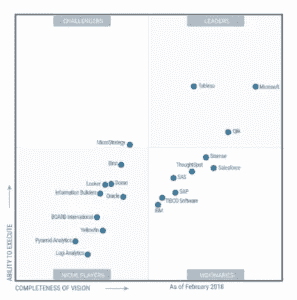 CHALLENGERS
LEADERS
Tableau
Microsoft
Qlik
MicroStrategy
Sisense
Birst
ThoughtSpot
Salesforce
SAS
Looker
Domo
Information Builders
Oracle
SAP
TIBCO Software
IBM
BOARD International
Yellowfin
Pyramid Analytics
Logi Analytics
NICHE PLAYERS
VISIONARIES
ABILITY TO EXECUTE
COMPLETENESS OF VISION
As of February 2018